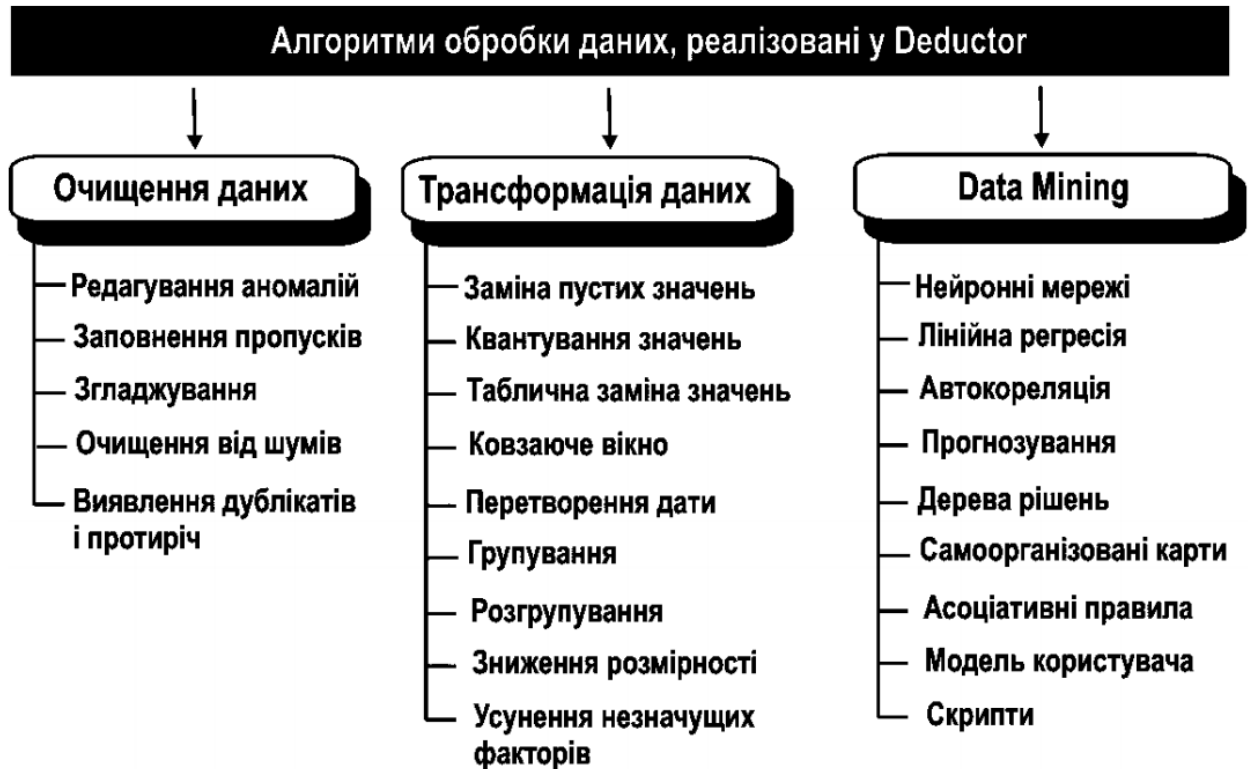 Алгоритми обробки даних, реалізовані у Deductor
Очищення даних
Редагування аномалій
Заповнення пропусків
Згладжування
Очищення від шумів
Виявлення дублікатів
і протиріч
Трансформація даних
Заміна пустих значень
Квантування значень
Таблична заміна значень
Ковзаюче вікно
Перетворення дати
Групування
Розгрупування
Зниження розмірності
Усунення незначущих
факторів
Data Mining
Нейронні мережі
Лінійна регресія
Автокореляція
Прогнозування
Дерева рішень
Самоорганізовані карти
Асоціативні правила
Модель користувача
Скрипти